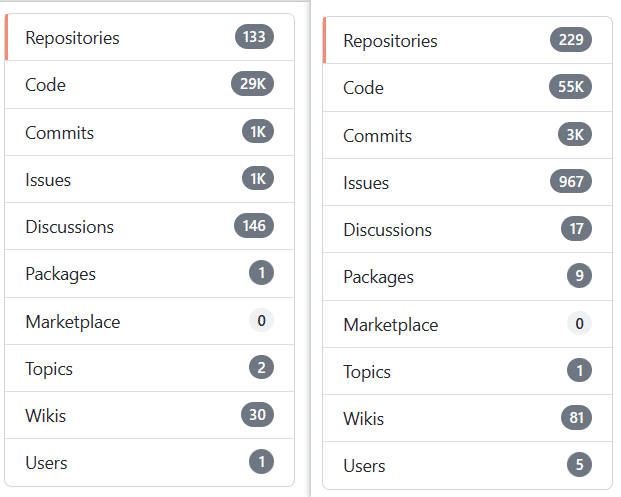 Repositories 133
Code 29K
Commits 1K
Issues 1K
Discussions 146
Packages 1
Marketplace 0
Topics 2
Wikis 30
Users 1
Repositories 229
Code 55K
Commits 3K
Issues 967
Discussions 17
Packages 9
Marketplace 0
Topics 1
Wikis 81
Users 5